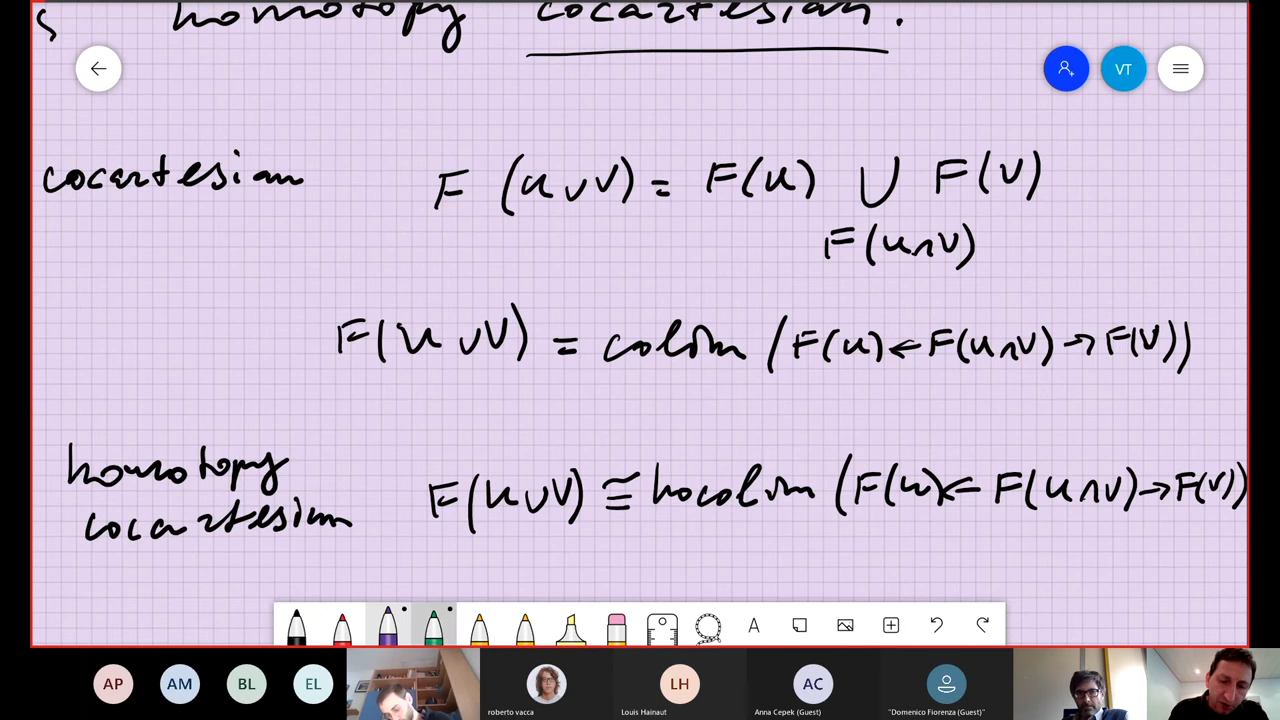 s homotopy cocartesian.
VT
cocartesian F (U ∪ V) = F(U) ∪ F(V)
F(U∩V)
F(U ∪ V) = colim (F(U) ← F(U∩V) → F(V))
homotopy
cocartesian F(U∪V) ≅ hocolim (F(U) ← F(U∩V) → F(V))
A
AP AM BL EL roberto vacca LH Louis Hainaut AC Anna Cepek (Guest) "Domenico Fiorenza (Guest)"